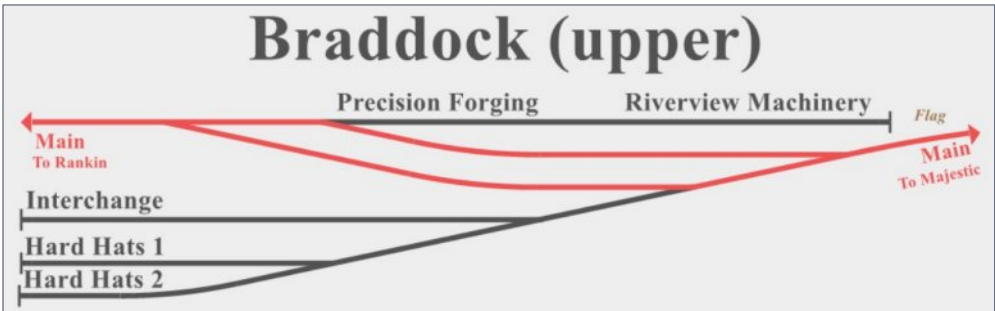 Braddock (upper)
Precision Forging
Riverview Machinery
Flag
Main
To Rankin
Main
To Majestic
Interchange
Hard Hats 1
Hard Hats 2